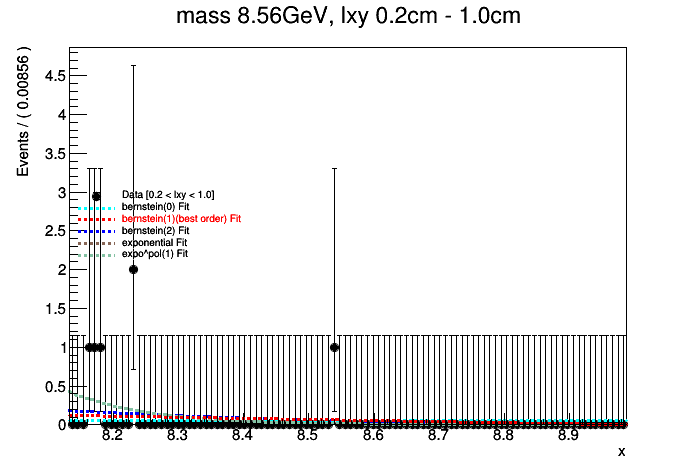 mass 8.56GeV, lxy 0.2cm - 1.0cm
Events / ( 0.00856 )
4.5
4
3.5
3
2.5
2
1.5
1
0.5
0
Data [0.2 < lxy < 1.0]
bernstein(0) Fit
bernstein(1)(best order) Fit
bernstein(2) Fit
exponential Fit
expo^pol(1) Fit
8.2 8.3 8.4 8.5 8.6 8.7 8.8 8.9
x